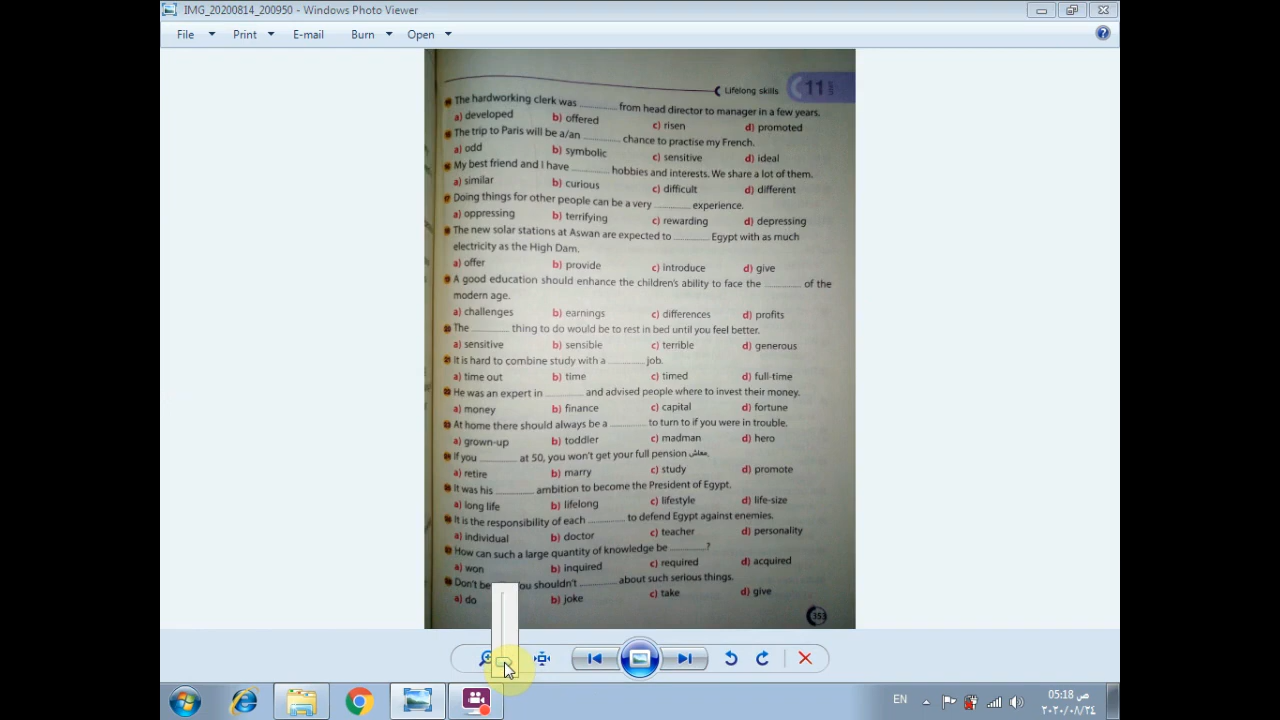 IMG_20200814_200950 - Windows Photo Viewer
File Print E-mail Burn Open
Lifelong skills 11
The hardworking clerk was .......... from head director to manager in a few years.
a) developed b) offered c) risen d) promoted
The trip to Paris will be a/an .......... chance to practise my French.
a) odd b) symbolic c) sensitive d) ideal
My best friend and I have .......... hobbies and interests. We share a lot of them.
a) similar b) curious c) difficult d) different
Doing things for other people can be a very .......... experience.
a) oppressing b) terrifying c) rewarding d) depressing
The new solar stations at Aswan are expected to .......... Egypt with as much
electricity as the High Dam.
a) offer b) provide c) introduce d) give
A good education should enhance the children's ability to face the .......... of the
modern age.
a) challenges b) earnings c) differences d) profits
The .......... thing to do would be to rest in bed until you feel better.
a) sensitive b) sensible c) terrible d) generous
It is hard to combine study with a .......... job.
a) time out b) time c) timed d) full-time
He was an expert in .......... and advised people where to invest their money.
a) money b) finance c) capital d) fortune
At home there should always be a .......... to turn to if you were in trouble.
a) grown-up b) toddler c) madman d) hero
If you .......... at 50, you won't get your full pension معاش.
a) retire b) marry c) study d) promote
It was his .......... ambition to become the President of Egypt.
a) long life b) lifelong c) lifestyle d) life-size
It is the responsibility of each .......... to defend Egypt against enemies.
a) individual b) doctor c) teacher d) personality
How can such a large quantity of knowledge be ..........?
a) won b) inquired c) required d) acquired
Don't be ou shouldn't .......... about such serious things.
a) do b) joke c) take d) give
353
EN
05:18 ص
٢٠٢٠/٠٨/٢٤